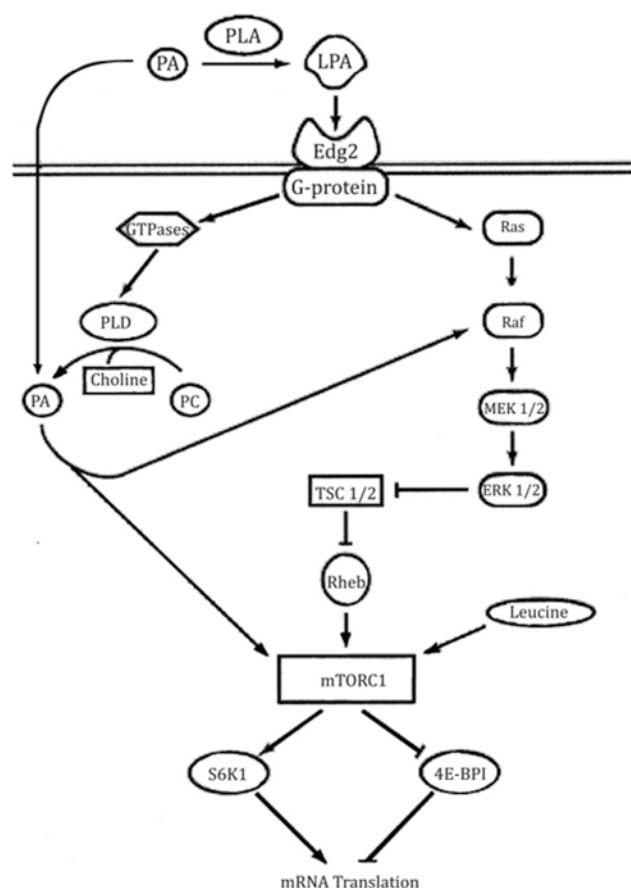 PLA
PA
LPA
Edg2
G-protein
GTPases
Ras
PLD
Raf
Choline
PA
PC
MEK 1/2
TSC 1/2
ERK 1/2
Rheb
Leucine
mTORC1
S6K1
4E-BPI
mRNA Translation